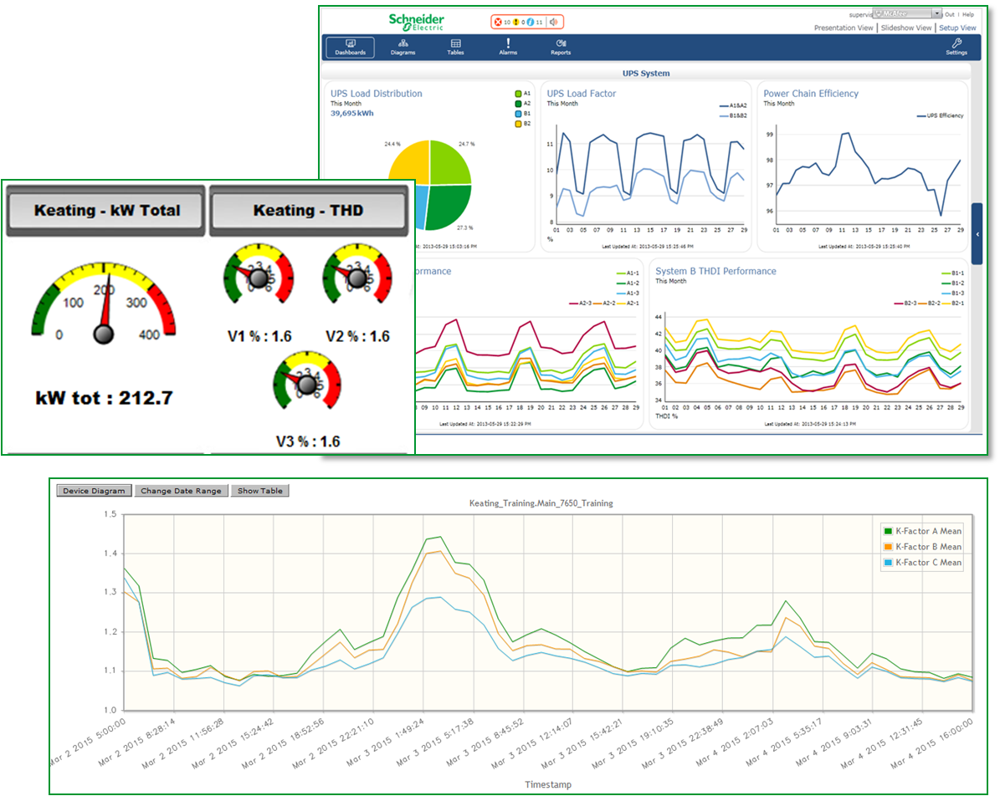 Schneider
Electric
10 0 11
McAfee
Out | Help
Presentation View | Slideshow View | Setup View
Dashboards
Diagrams
Tables
Alarms
Reports
Settings
UPS System
UPS Load Distribution
This Month
39,695kWh
A1
A2
B1
B2
24.4 %
24.7 %
27.3 %
2013-05-29 15:03:16 PM
UPS Load Factor
This Month
A1&A2
B1&B2
11
10
9
8
01 03 05 07 09 11 13 15 17 19 21 23 25 27 29
%
Last Updated At: 2013-05-29 15:25:46 PM
Power Chain Efficiency
This Month
UPS Efficiency
99
98
97
96
01 03 05 07 09 11 13 15 17 19 21 23 25 27 29
Last Updated At: 2013-05-29 15:25:40 PM
A1-1
A1-2
A1-3
A2-3 A2-2 A2-1
09 10 11 12 13 14 15 16 17 18 19 20 21 22 23 24 25 26 27 28 29
Last Updated At: 2013-05-29 15:22:29 PM
System B THDI Performance
This Month
B1-1
B1-2
B1-3
B2-3 B2-2 B2-1
44
42
40
38
36
34
01 02 03 04 05 06 07 08 09 10 11 12 13 14 15 16 17 18 19 20 21 22 23 24 25 26 27 28 29
THDI %
Last Updated At: 2013-05-29 15:24:13 PM
Keating - kW Total
0 100 200 300 400
kW tot : 212.7
Keating - THD
V1 % : 1.6
V2 % : 1.6
V3 % : 1.6
Device Diagram
Change Date Range
Show Table
Keating_Training.Main_7650_Training
K-Factor A Mean
K-Factor B Mean
K-Factor C Mean
1.5
1.4
1.3
1.2
1.1
1.0
Mar 2 2015 5:00:00
Mar 2 2015 8:28:14
Mar 2 2015 11:56:28
Mar 2 2015 15:24:42
Mar 2 2015 18:52:56
Mar 2 2015 22:21:10
Mar 3 2015 1:49:24
Mar 3 2015 5:17:38
Mar 3 2015 8:45:52
Mar 3 2015 12:14:07
Mar 3 2015 15:42:21
Mar 3 2015 19:10:35
Mar 3 2015 22:38:49
Mar 4 2015 2:07:03
Mar 4 2015 5:35:17
Mar 4 2015 9:03:31
Mar 4 2015 12:31:45
Mar 4 2015 16:00:00
Timestamp